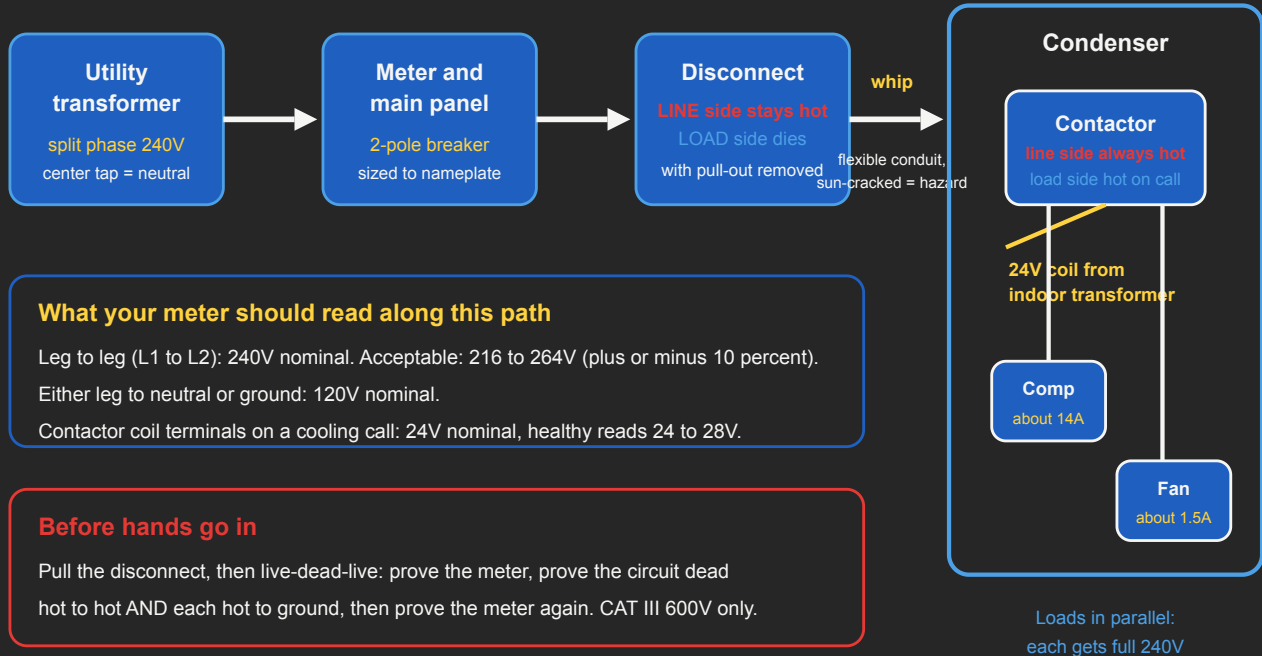 Utility
transformer
split phase 240V
center tap = neutral
Meter and
main panel
2-pole breaker
sized to nameplate
Disconnect
LINE side stays hot
LOAD side dies
with pull-out removed
whip
flexible conduit,
sun-cracked = hazard
Condenser
Contactor
line side always hot
load side hot on call
24V coil from
indoor transformer
Comp
about 14A
Fan
about 1.5A
Loads in parallel:
each gets full 240V
What your meter should read along this path
Leg to leg (L1 to L2): 240V nominal. Acceptable: 216 to 264V (plus or minus 10 percent).
Either leg to neutral or ground: 120V nominal.
Contactor coil terminals on a cooling call: 24V nominal, healthy reads 24 to 28V.
Before hands go in
Pull the disconnect, then live-dead-live: prove the meter, prove the circuit dead
hot to hot AND each hot to ground, then prove the meter again. CAT III 600V only.